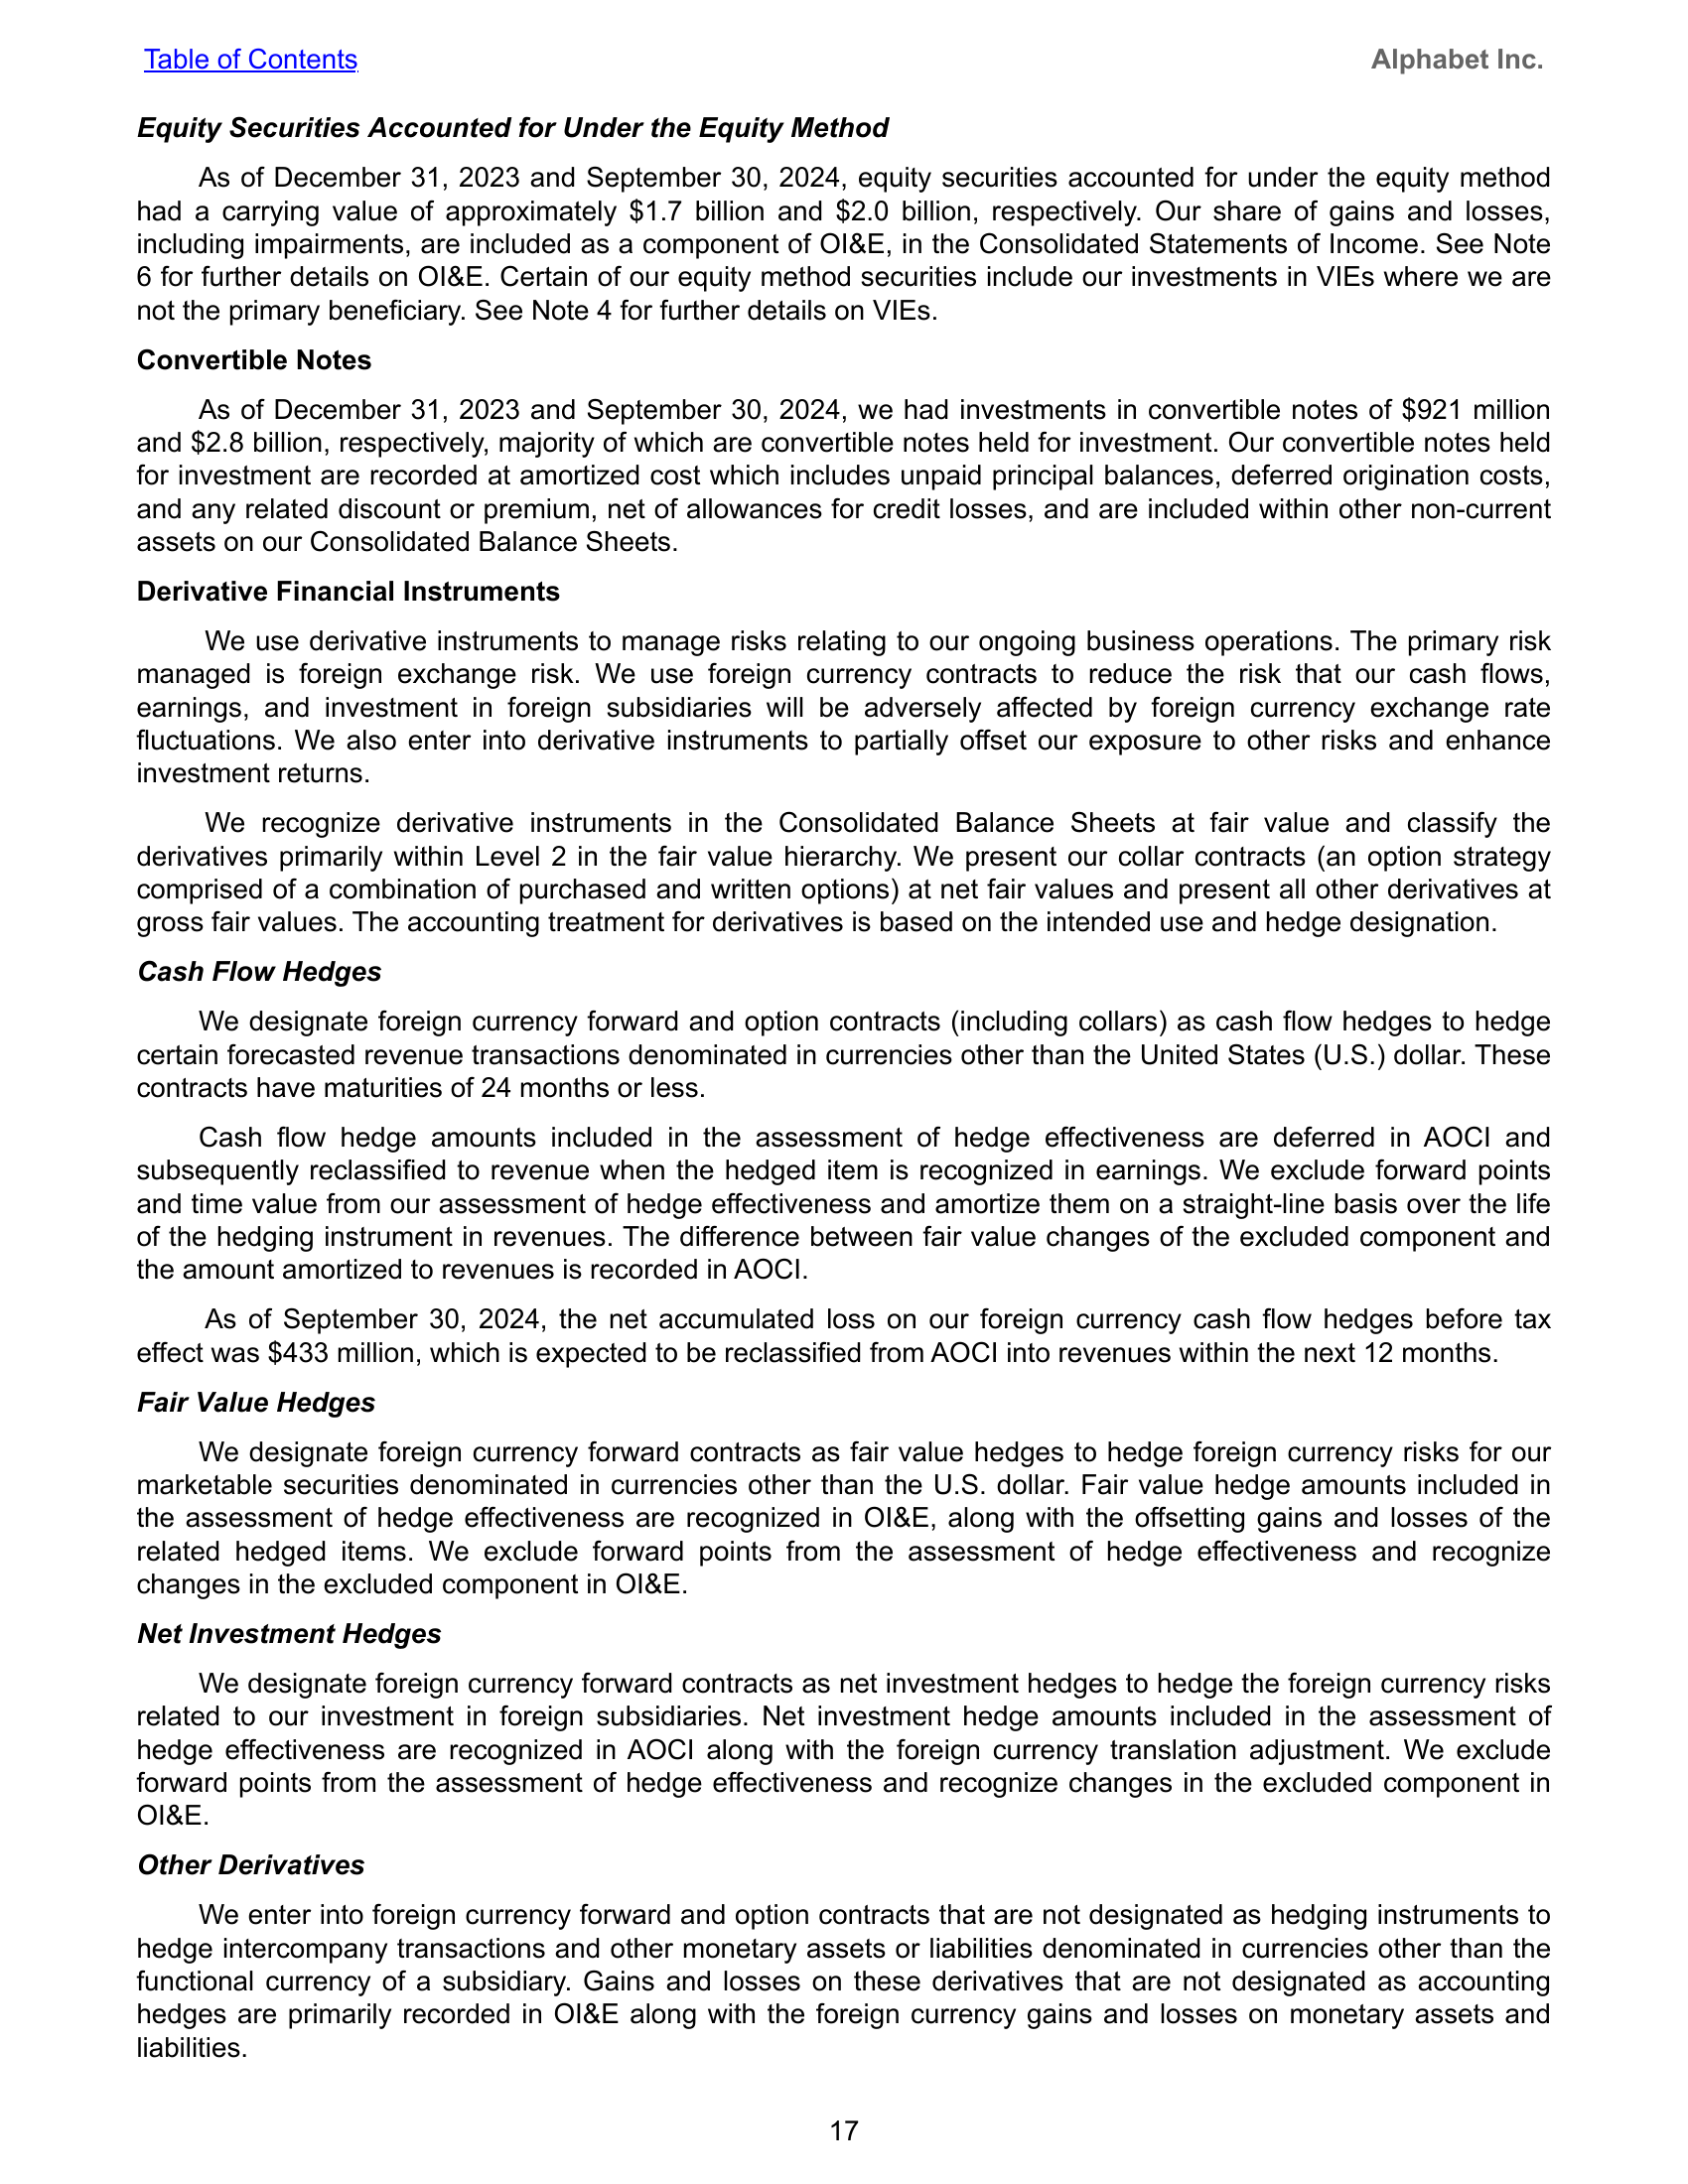 Table of Contents
Alphabet Inc.
Equity Securities Accounted for Under the Equity Method
As of December 31, 2023 and September 30, 2024, equity securities accounted for under the equity method
had a carrying value of approximately $1.7 billion and $2.0 billion, respectively. Our share of gains and losses,
including impairments, are included as a component of OI&E, in the Consolidated Statements of Income. See Note
6 for further details on OI&E. Certain of our equity method securities include our investments in VIEs where we are
not the primary beneficiary. See Note 4 for further details on VIEs.
Convertible Notes
As of December 31, 2023 and September 30, 2024, we had investments in convertible notes of $921 million
and $2.8 billion, respectively, majority of which are convertible notes held for investment. Our convertible notes held
for investment are recorded at amortized cost which includes unpaid principal balances, deferred origination costs,
and any related discount or premium, net of allowances for credit losses, and are included within other non-current
assets on our Consolidated Balance Sheets.
Derivative Financial Instruments
We use derivative instruments to manage risks relating to our ongoing business operations. The primary risk
managed is foreign exchange risk. We use foreign currency contracts to reduce the risk that our cash flows,
earnings, and investment in foreign subsidiaries will be adversely affected by foreign currency exchange rate
fluctuations. We also enter into derivative instruments to partially offset our exposure to other risks and enhance
investment returns.
We recognize derivative instruments in the Consolidated Balance Sheets at fair value and classify the
derivatives primarily within Level 2 in the fair value hierarchy. We present our collar contracts (an option strategy
comprised of a combination of purchased and written options) at net fair values and present all other derivatives at
gross fair values. The accounting treatment for derivatives is based on the intended use and hedge designation.
Cash Flow Hedges
We designate foreign currency forward and option contracts (including collars) as cash flow hedges to hedge
certain forecasted revenue transactions denominated in currencies other than the United States (U.S.) dollar. These
contracts have maturities of 24 months or less.
Cash flow hedge amounts included in the assessment of hedge effectiveness are deferred in AOCI and
subsequently reclassified to revenue when the hedged item is recognized in earnings. We exclude forward points
and time value from our assessment of hedge effectiveness and amortize them on a straight-line basis over the life
of the hedging instrument in revenues. The difference between fair value changes of the excluded component and
the amount amortized to revenues is recorded in AOCI.
As of September 30, 2024, the net accumulated loss on our foreign currency cash flow hedges before tax
effect was $433 million, which is expected to be reclassified from AOCI into revenues within the next 12 months.
Fair Value Hedges
We designate foreign currency forward contracts as fair value hedges to hedge foreign currency risks for our
marketable securities denominated in currencies other than the U.S. dollar. Fair value hedge amounts included in
the assessment of hedge effectiveness are recognized in OI&E, along with the offsetting gains and losses of the
related hedged items. We exclude forward points from the assessment of hedge effectiveness and recognize
changes in the excluded component in OI&E.
Net Investment Hedges
We designate foreign currency forward contracts as net investment hedges to hedge the foreign currency risks
related to our investment in foreign subsidiaries. Net investment hedge amounts included in the assessment of
hedge effectiveness are recognized in AOCI along with the foreign currency translation adjustment. We exclude
forward points from the assessment of hedge effectiveness and recognize changes in the excluded component in
OI&E.
Other Derivatives
We enter into foreign currency forward and option contracts that are not designated as hedging instruments to
hedge intercompany transactions and other monetary assets or liabilities denominated in currencies other than the
functional currency of a subsidiary. Gains and losses on these derivatives that are not designated as accounting
hedges are primarily recorded in OI&E along with the foreign currency gains and losses on monetary assets and
liabilities.
17